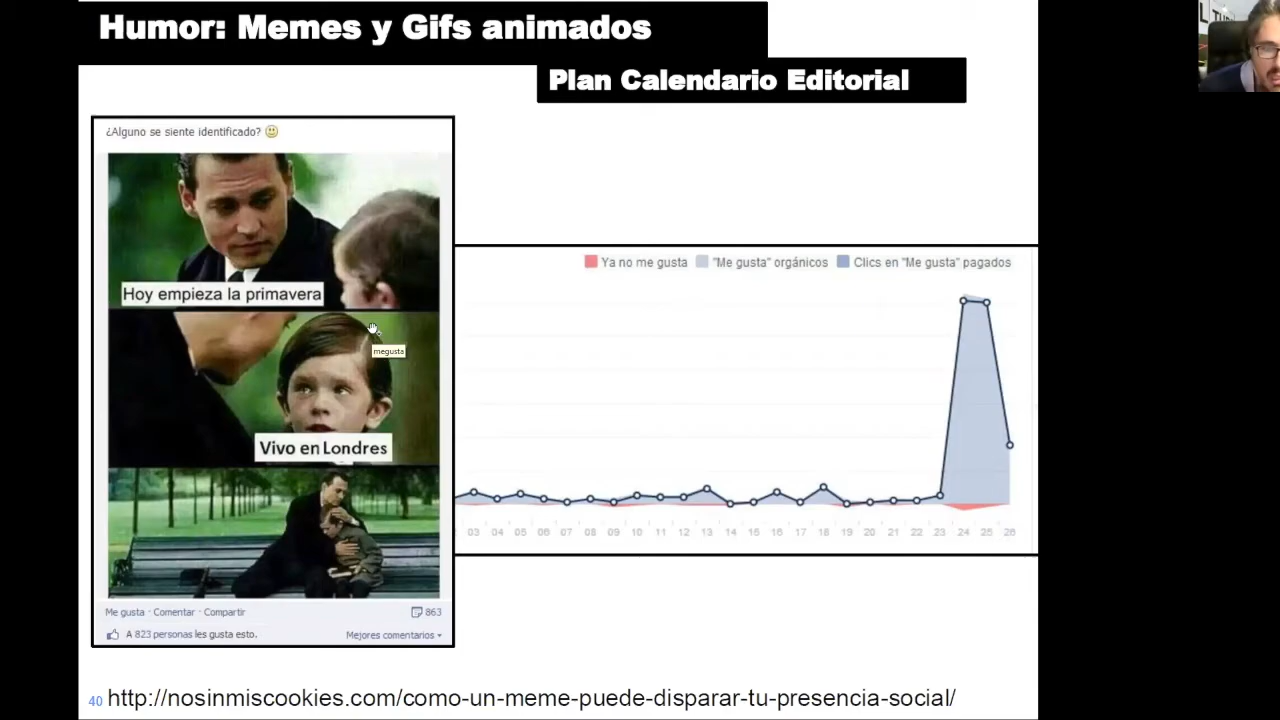 Humor: Memes y Gifs animados
Plan Calendario Editorial
¿Alguno se siente identificado?
Hoy empieza la primavera
megusta
Vivo en Londres
Me gusta · Comentar · Compartir
863
A 823 personas les gusta esto.
Mejores comentarios
Ya no me gusta
"Me gusta" orgánicos
Clics en "Me gusta" pagados
03 04 05 06 07 08 09 10 11 12 13 14 15 16 17 18 19 20 21 22 23 24 25 26
40 http://nosinmiscookies.com/como-un-meme-puede-disparar-tu-presencia-social/